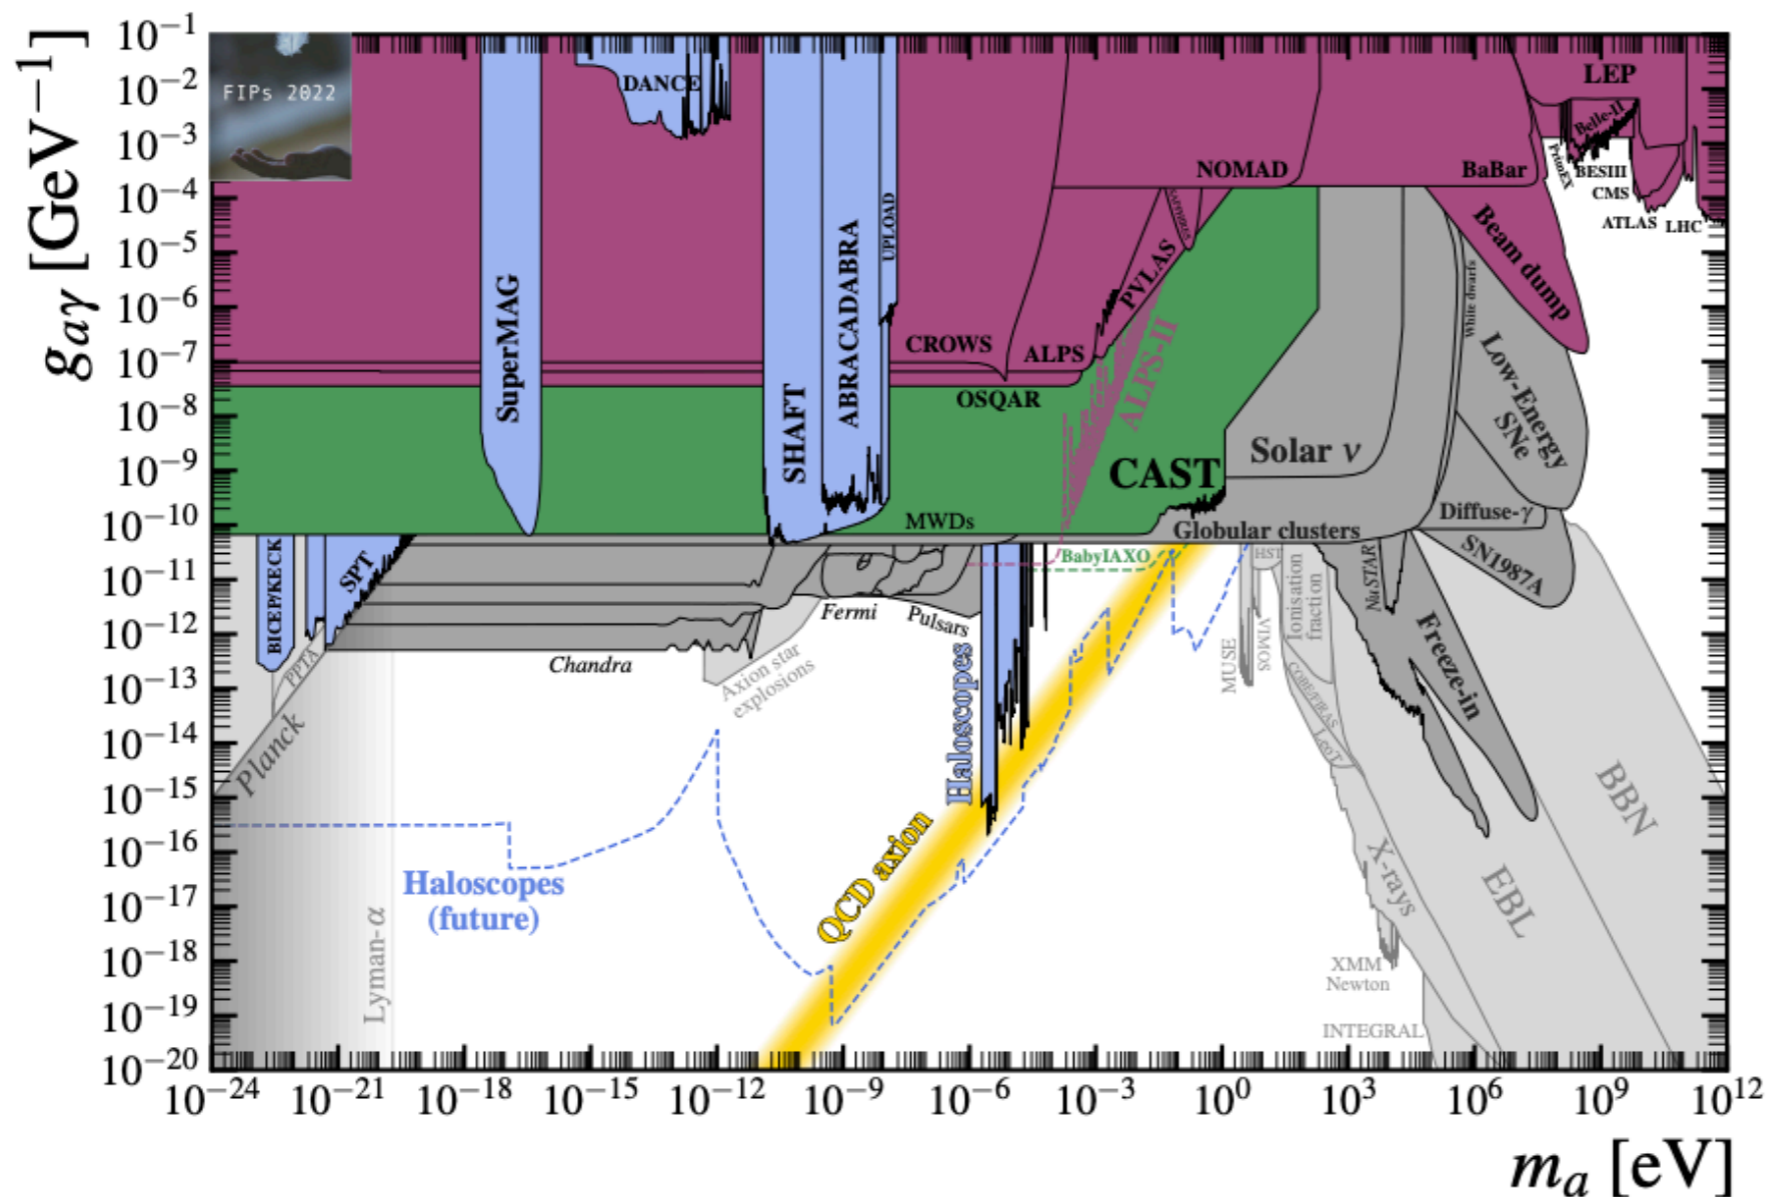 g_{aγ} [GeV⁻¹]
10⁻¹
10⁻²
10⁻³
10⁻⁴
10⁻⁵
10⁻⁶
10⁻⁷
10⁻⁸
10⁻⁹
10⁻¹⁰
10⁻¹¹
10⁻¹²
10⁻¹³
10⁻¹⁴
10⁻¹⁵
10⁻¹⁶
10⁻¹⁷
10⁻¹⁸
10⁻¹⁹
10⁻²⁰
FIPs 2022
DANCE
LEP
Belle-II
PrimEX
BESIII
CMS
ATLAS
LHC
NOMAD
BaBar
Beam dump
SuperMAG
SHAFT
ABRACADABRA
UPLOAD
CROWS
ALPS
OSQAR
PVLAS
ALPS-II
CAST
Solar ν
White dwarfs
Low-Energy
SNe
MWDs
Globular clusters
Diffuse-γ
SN1987A
BICEP/KECK
SPT
PPTA
Planck
Lyman-α
Chandra
Fermi
Pulsars
Axion star
explosions
BabyIAXO
Haloscopes
Haloscopes
(future)
QCD axion
HST
MUSE
VIMOS
Ionisation
fraction
COBE/FIRAS
LeoT
NuSTAR
Freeze-in
X-rays
EBL
BBN
XMM
Newton
INTEGRAL
10⁻²⁴
10⁻²¹
10⁻¹⁸
10⁻¹⁵
10⁻¹²
10⁻⁹
10⁻⁶
10⁻³
10⁰
10³
10⁶
10⁹
10¹²
m_a [eV]